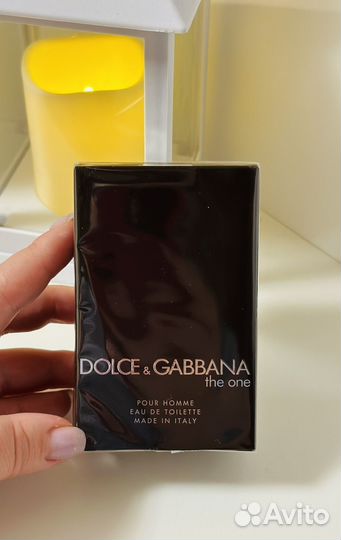 DOLCE & GABBANA
the one
POUR HOMME
EAU DE TOILETTE
MADE IN ITALY
Avito